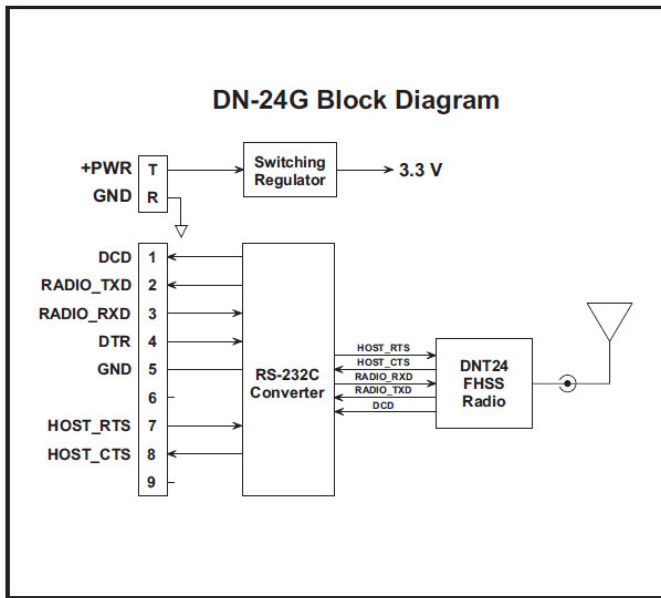 DN-24G Block Diagram
+PWR T
GND R
Switching
Regulator
3.3 V
DCD 1
RADIO_TXD 2
RADIO_RXD 3
DTR 4
GND 5
6
HOST_RTS 7
HOST_CTS 8
9
RS-232C
Converter
HOST_RTS
HOST_CTS
RADIO_RXD
RADIO_TXD
DCD
DNT24
FHSS
Radio